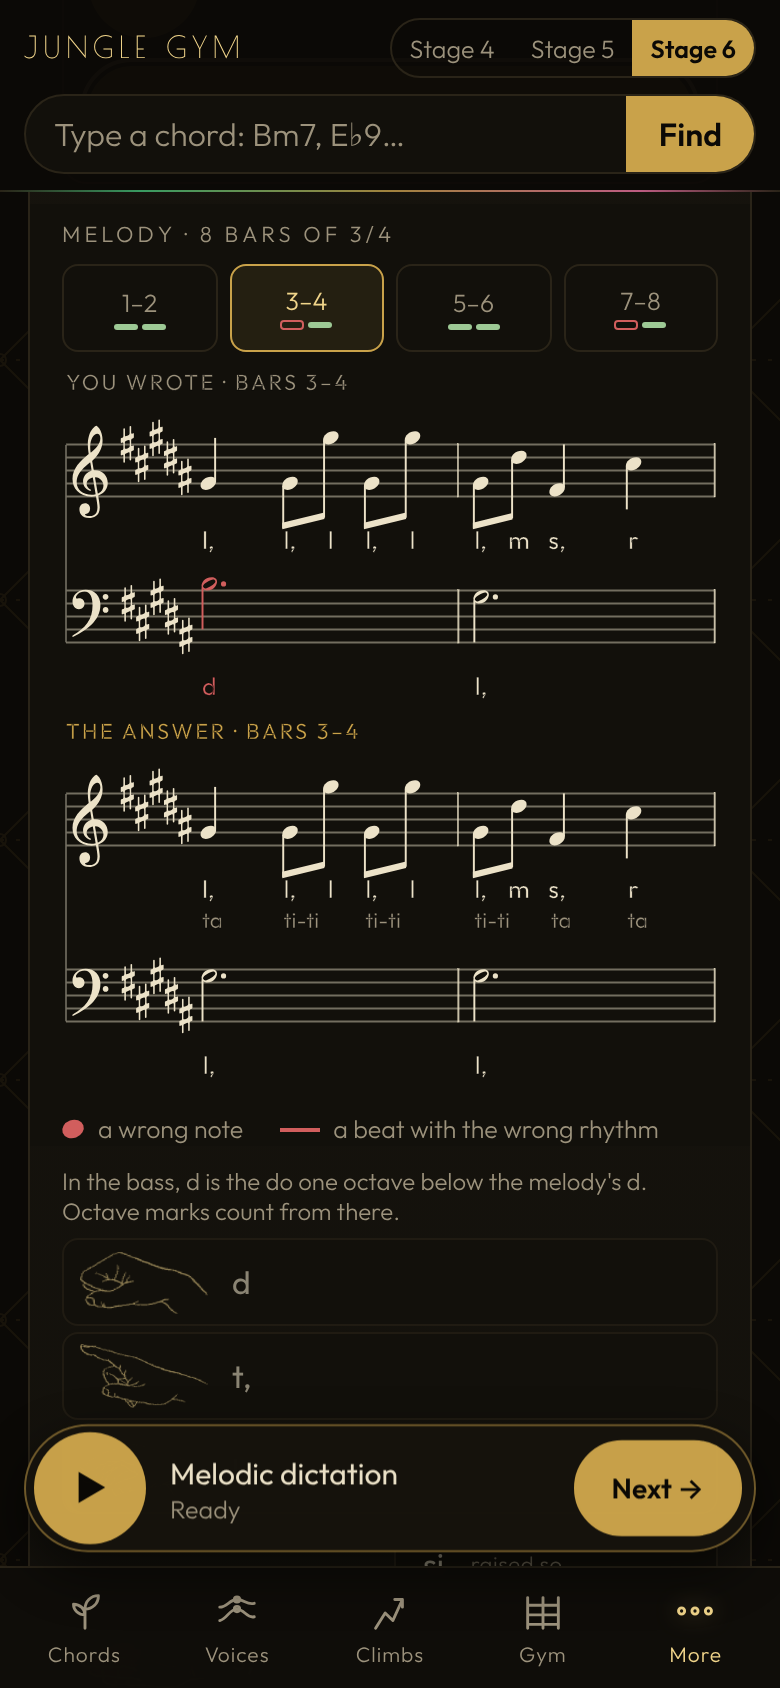 JUNGLE GYM
Stage 4 Stage 5 Stage 6
Type a chord: Bm7, E♭9... Find
MELODY · 8 BARS OF 3/4
1–2 3–4 5–6 7–8
YOU WROTE · BARS 3–4
l, l, l l, l l, m s, r
d l,
THE ANSWER · BARS 3–4
l, l, l l, l l, m s, r
ta ti-ti ti-ti ti-ti ta ta
l, l,
a wrong note a beat with the wrong rhythm
In the bass, d is the do one octave below the melody's d.
Octave marks count from there.
d
t,
Melodic dictation
Ready
Next →
si raised so
Chords Voices Climbs Gym More